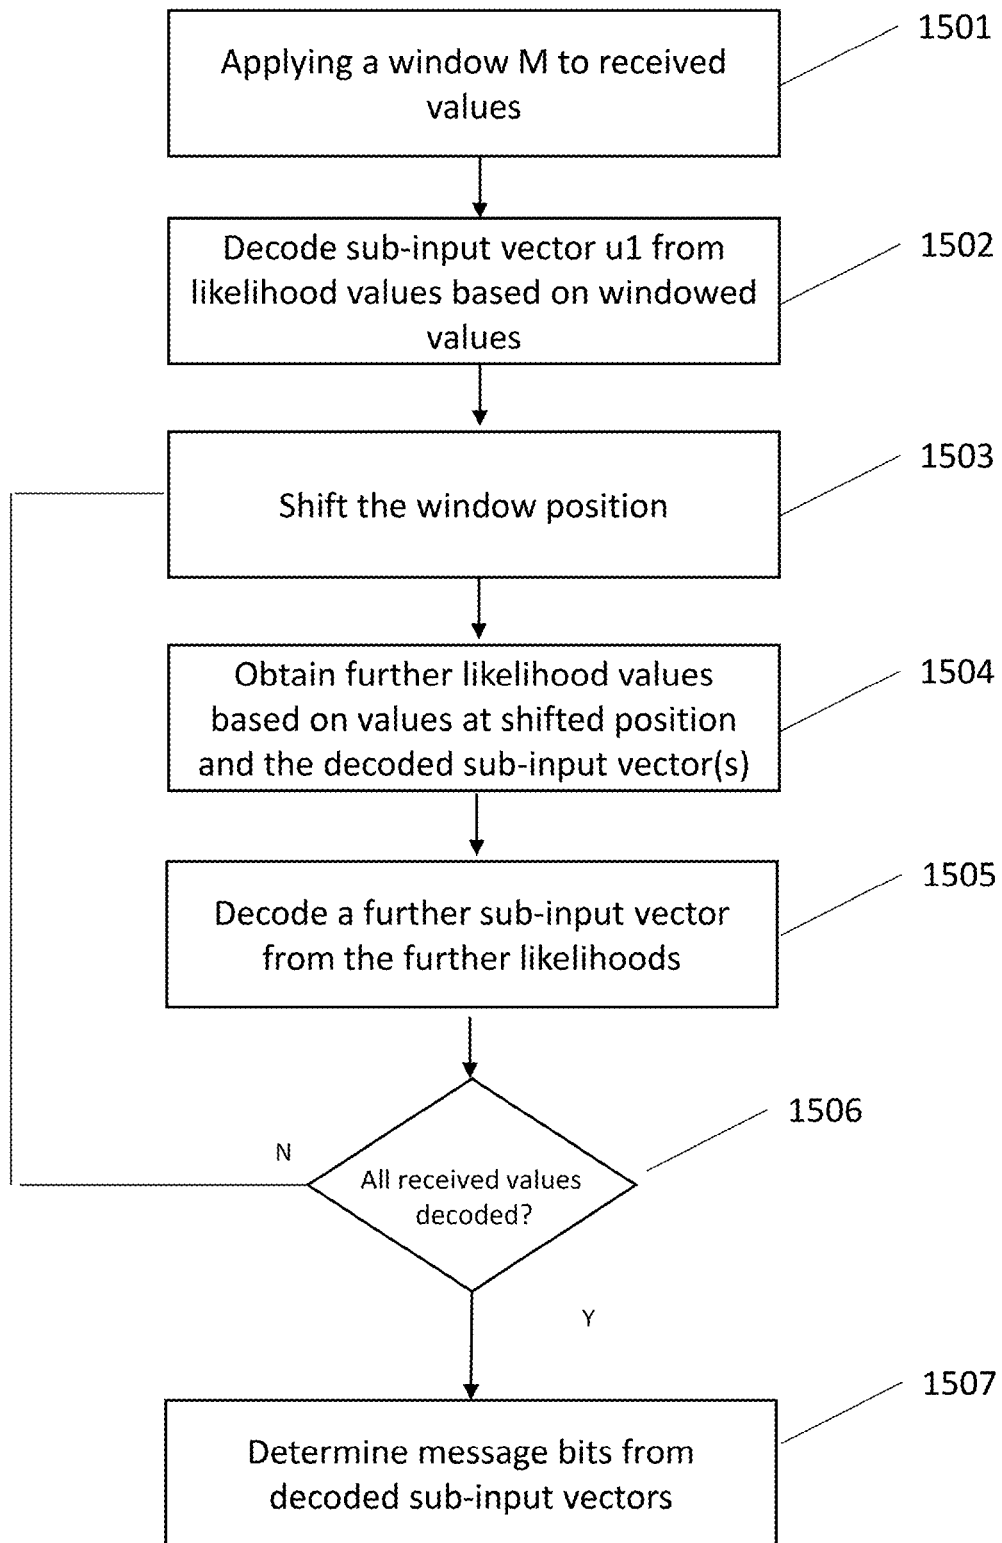 1501
Applying a window M to received
values
1502
Decode sub-input vector u1 from
likelihood values based on windowed
values
1503
Shift the window position
1504
Obtain further likelihood values
based on values at shifted position
and the decoded sub-input vector(s)
1505
Decode a further sub-input vector
from the further likelihoods
1506
N
All received values
decoded?
Y
1507
Determine message bits from
decoded sub-input vectors